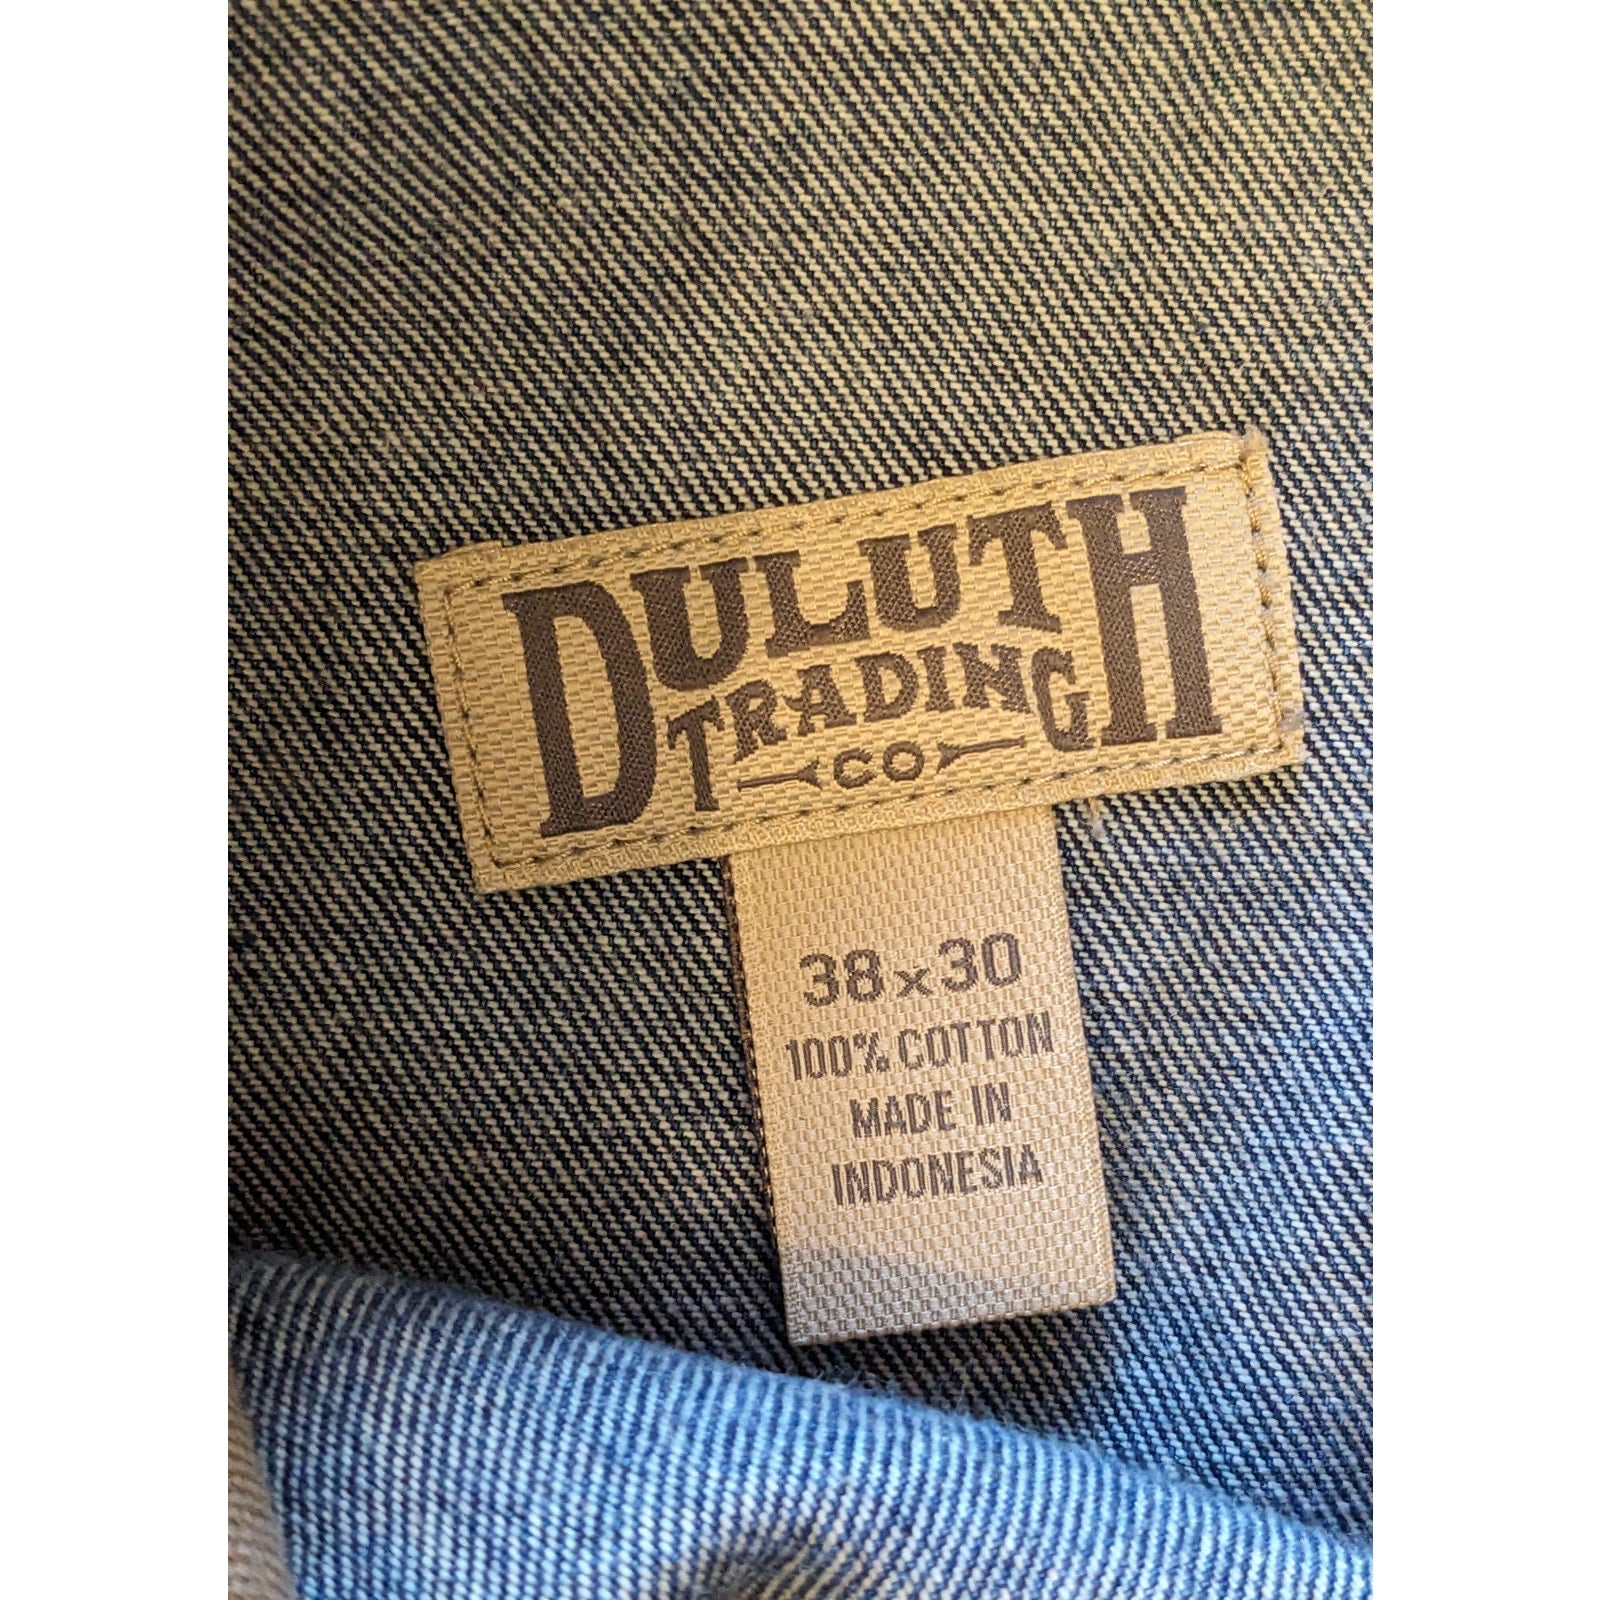 DULUTH
TRADING
CO
38x30
100% COTTON
MADE IN
INDONESIA